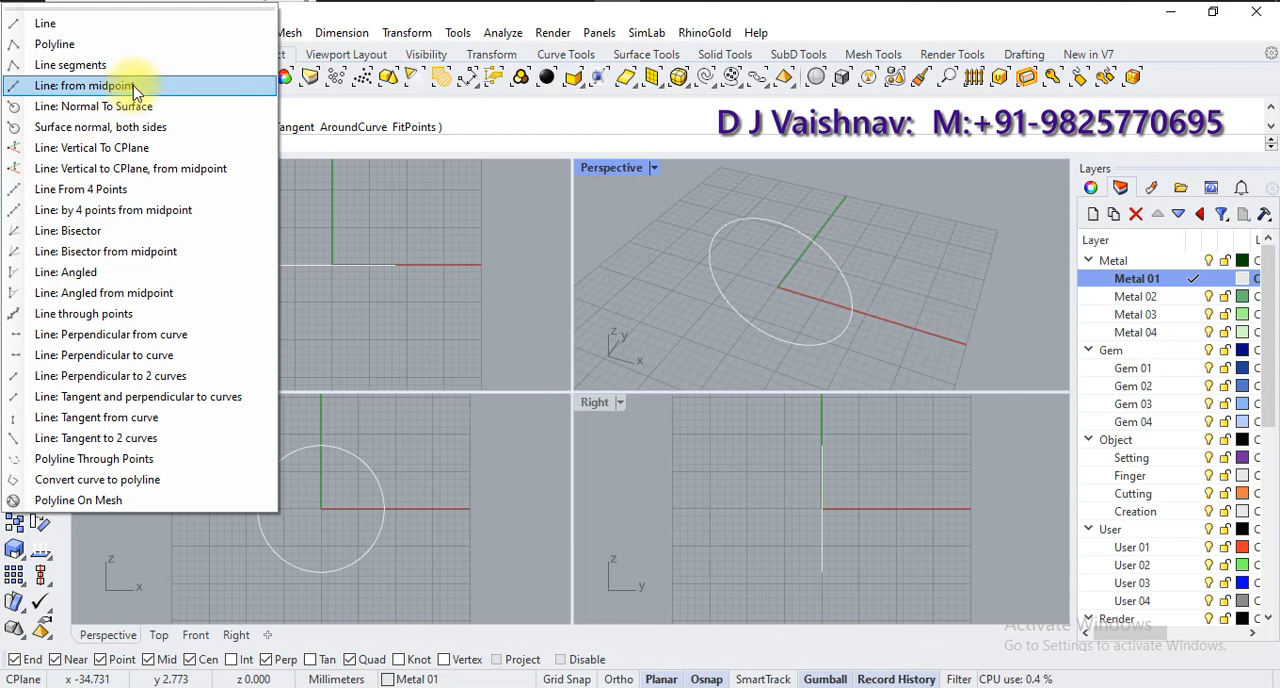 Line
Polyline
Line segments
Line: from midpoint
Line: Normal To Surface
Surface normal, both sides
Line: Vertical To CPlane
Line: Vertical to CPlane, from midpoint
Line From 4 Points
Line: by 4 points from midpoint
Line: Bisector
Line: Bisector from midpoint
Line: Angled
Line: Angled from midpoint
Line through points
Line: Perpendicular from curve
Line: Perpendicular to curve
Line: Perpendicular to 2 curves
Line: Tangent and perpendicular to curves
Line: Tangent from curve
Line: Tangent to 2 curves
Polyline Through Points
Convert curve to polyline
Polyline On Mesh
Mesh Dimension Transform Tools Analyze Render Panels SimLab RhinoGold Help
Viewport Layout Visibility Transform Curve Tools Surface Tools Solid Tools SubD Tools Mesh Tools Render Tools Drafting New in V7
Tangent AroundCurve FitPoints )
D J Vaishnav: M:+91-9825770695
Perspective
z y x
Right
z x
z y
Layers
Layer
Metal
Metal 01
Metal 02
Metal 03
Metal 04
Gem
Gem 01
Gem 02
Gem 03
Gem 04
Object
Setting
Finger
Cutting
Creation
User
User 01
User 02
User 03
User 04
Render
Activate Windows
Go to Settings to activate Windows.
Perspective Top Front Right
End Near Point Mid Cen Int Perp Tan Quad Knot Vertex Project Disable
CPlane x -34.731 y 2.773 z 0.000 Millimeters Metal 01 Grid Snap Ortho Planar Osnap SmartTrack Gumball Record History Filter CPU use: 0.4 %